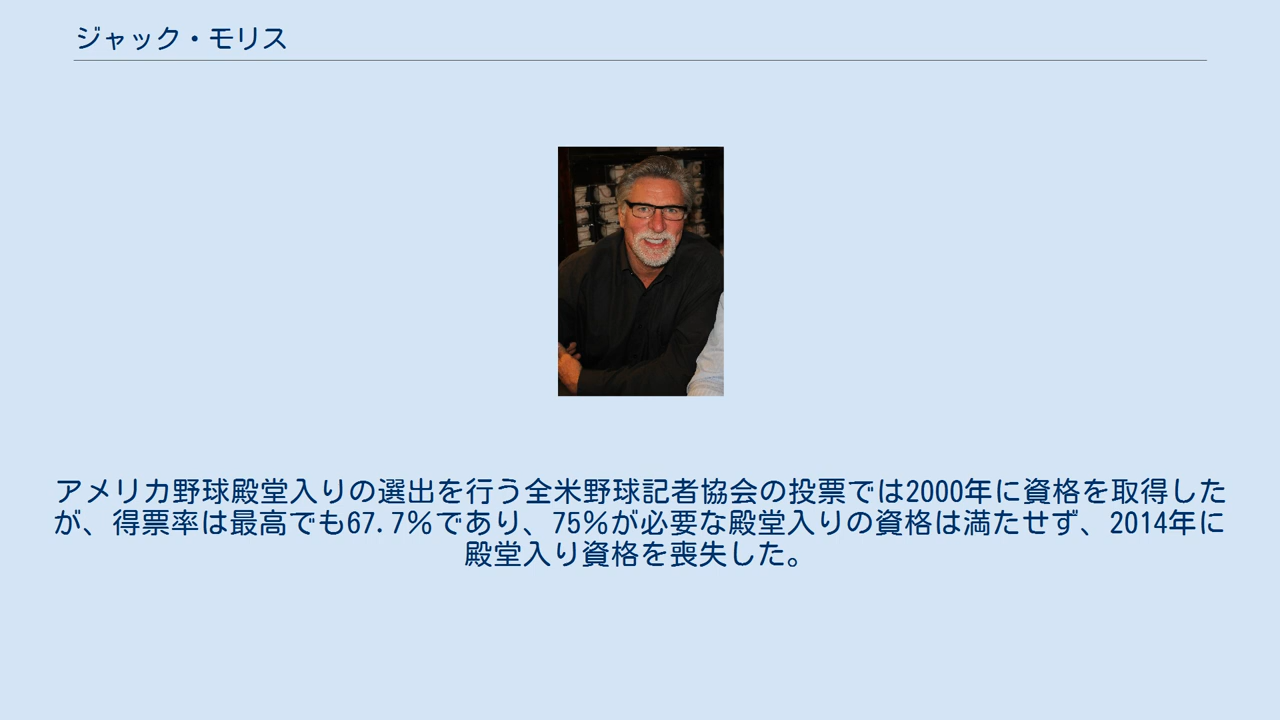 ジャック・モリス
アメリカ野球殿堂入りの選出を行う全米野球記者協会の投票では2000年に資格を取得した
が、得票率は最高でも67.7%であり、75%が必要な殿堂入りの資格は満たせず、2014年に
殿堂入り資格を喪失した。